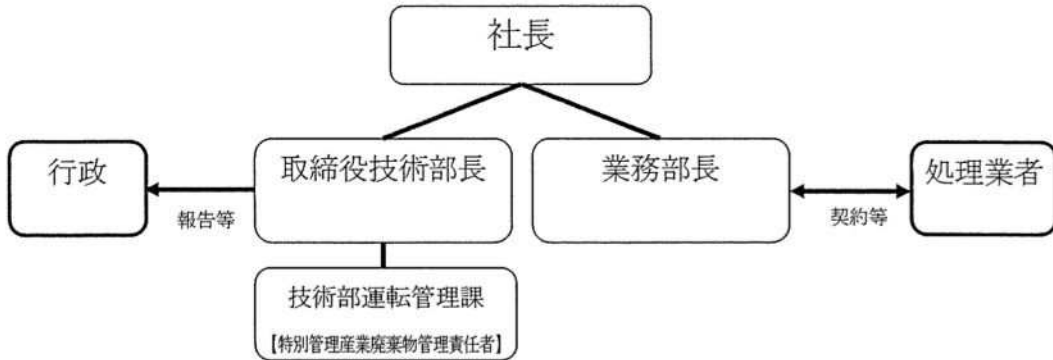 社長
行政
取締役技術部長
業務部長
処理業者
報告等
契約等
技術部運転管理課
【特別管理産業廃棄物管理責任者】